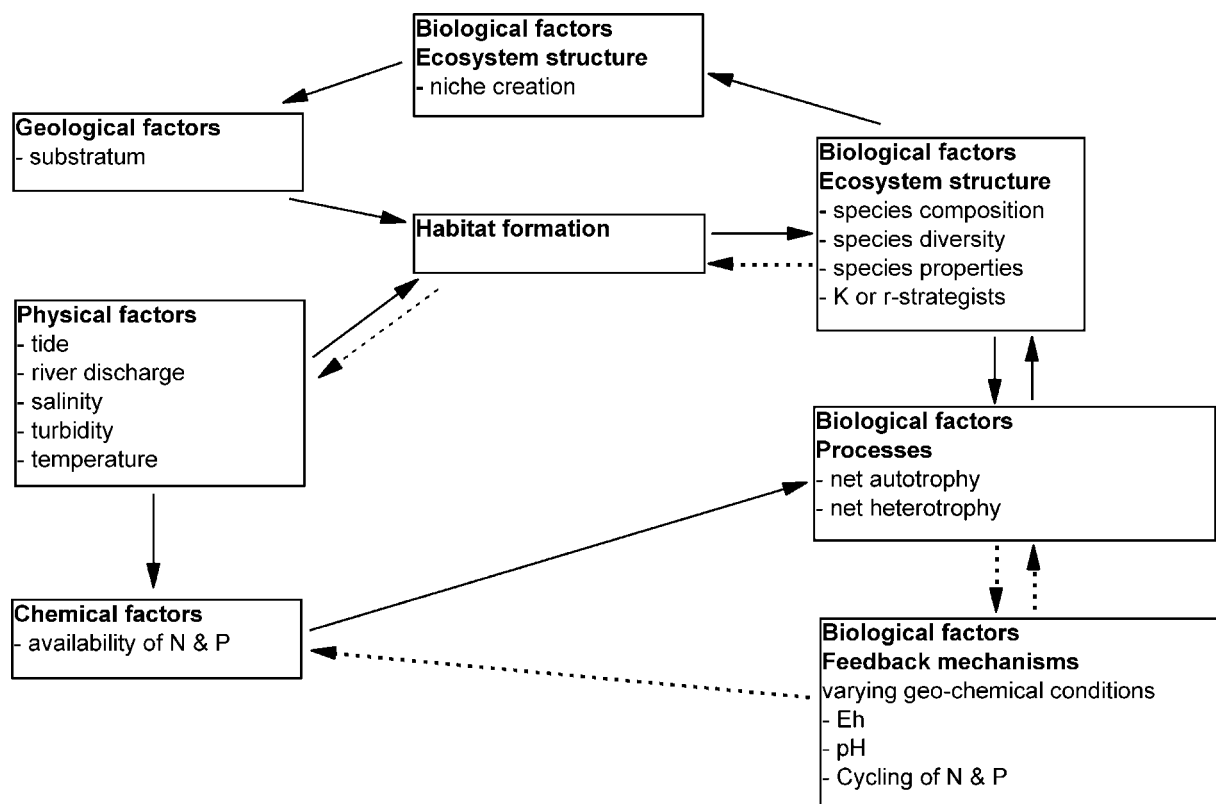 Biological factors
Ecosystem structure
- niche creation
Geological factors
- substratum
Biological factors
Ecosystem structure
- species composition
- species diversity
- species properties
- K or r-strategists
Habitat formation
Physical factors
- tide
- river discharge
- salinity
- turbidity
- temperature
Biological factors
Processes
- net autotrophy
- net heterotrophy
Chemical factors
- availability of N & P
Biological factors
Feedback mechanisms
varying geo-chemical conditions
- Eh
- pH
- Cycling of N & P